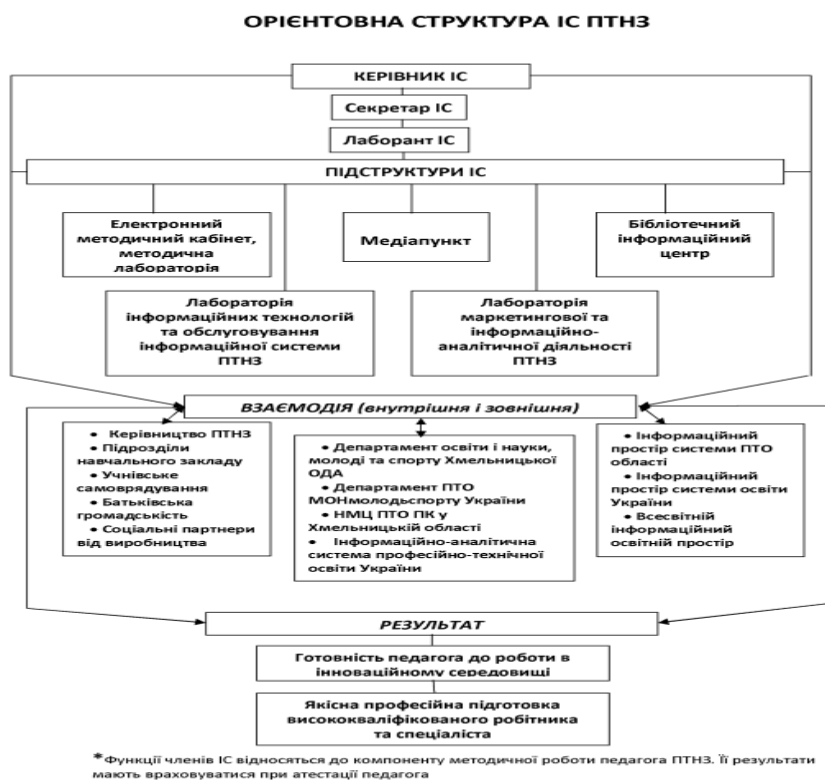 ОРІЄНТОВНА СТРУКТУРА ІС ПТНЗ
КЕРІВНИК ІС
Секретар ІС
Лаборант ІС
ПІДСТРУКТУРИ ІС
Електронний
методичний кабінет,
методична
лабораторія
Медіапункт
Бібліотечний
інформаційний
центр
Лабораторія
інформаційних технологій
та обслуговування
інформаційної системи
ПТНЗ
Лабораторія
маркетингової та
інформаційно-
аналітичної діяльності
ПТНЗ
ВЗАЄМОДІЯ (внутрішня і зовнішня)
• Керівництво ПТНЗ
• Підрозділи
навчального закладу
• Учнівське
самоврядування
• Батьківська
громадськість
• Соціальні партнери
від виробництва
• Департамент освіти і науки,
молоді та спорту Хмельницької
ОДА
• Департамент ПТО
МОНмолодьспорту України
• НМЦ ПТО ПК у
Хмельницькій області
• Інформаційно-аналітична
система професійно-технічної
освіти України
• Інформаційний
простір системи ПТО
області
• Інформаційний
простір системи освіти
України
• Всесвітній
інформаційний
освітній простір
РЕЗУЛЬТАТ
Готовність педагога до роботи в
інноваційному середовищі
Якісна професійна підготовка
висококваліфікованого робітника
та спеціаліста
*Функції членів ІС відносяться до компоненту методичної роботи педагога ПТНЗ. Її результати
мають враховуватися при атестації педагога